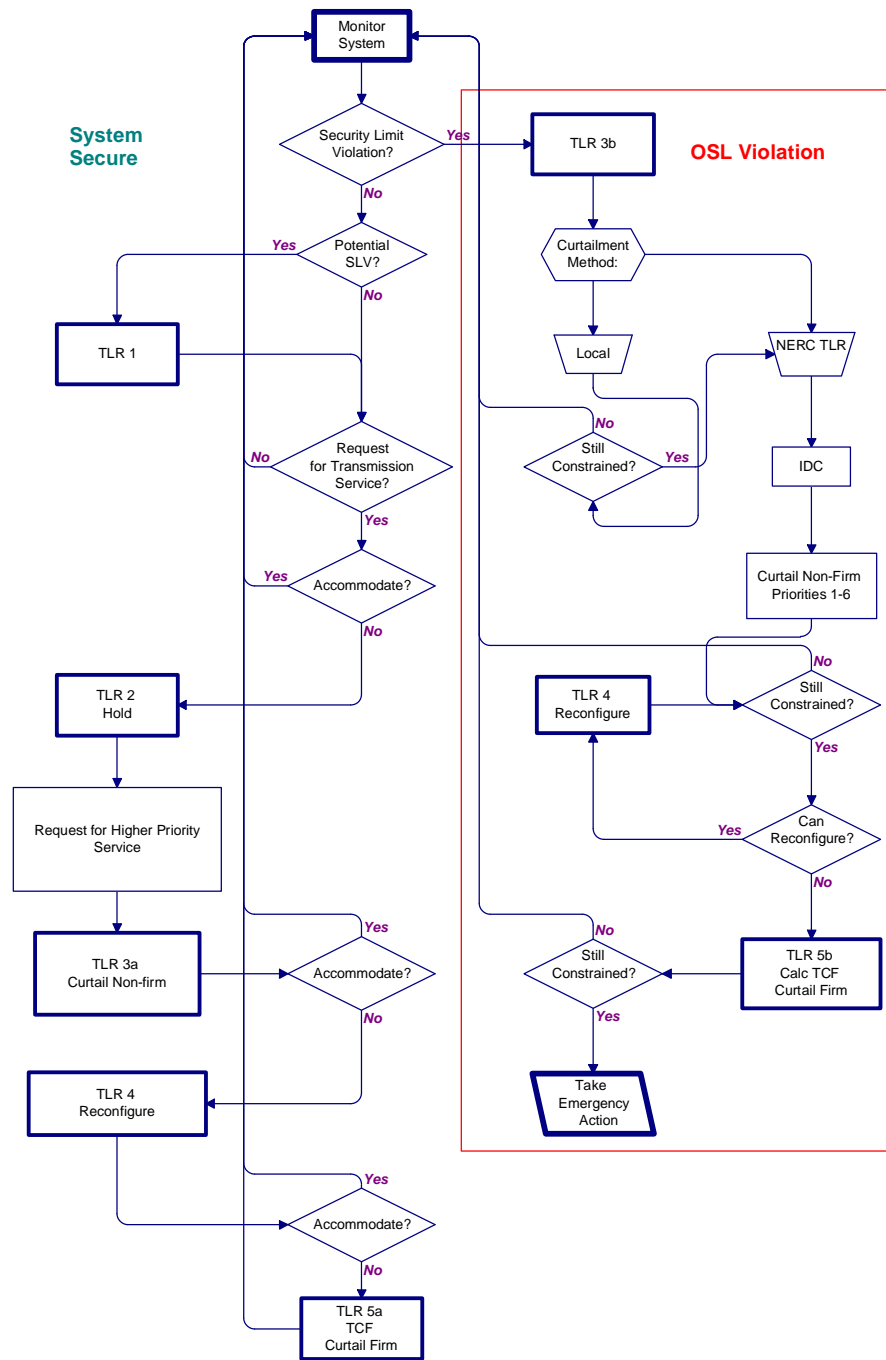 Monitor
System
System
Secure
Security Limit
Violation?
Yes
No
TLR 3b
OSL Violation
Potential
SLV?
Yes
No
Curtailment
Method:
TLR 1
Local
NERC TLR
Request
for Transmission
Service?
No
Yes
No
Still
Constrained?
Yes
IDC
Accommodate?
Yes
No
Curtail Non-Firm
Priorities 1-6
TLR 2
Hold
TLR 4
Reconfigure
No
Still
Constrained?
Yes
Request for Higher Priority
Service
Yes
Can
Reconfigure?
No
TLR 3a
Curtail Non-firm
Yes
Accommodate?
No
No
Still
Constrained?
Yes
TLR 5b
Calc TCF
Curtail Firm
TLR 4
Reconfigure
Take
Emergency
Action
Yes
Accommodate?
No
TLR 5a
TCF
Curtail Firm